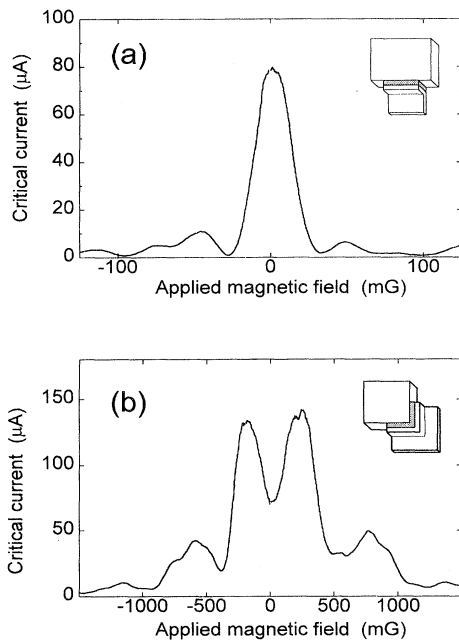 (a)
Critical current (μA)
100
80
60
40
20
0
-100 0 100
Applied magnetic field (mG)
(b)
Critical current (μA)
150
100
50
0
-1000 -500 0 500 1000
Applied magnetic field (mG)